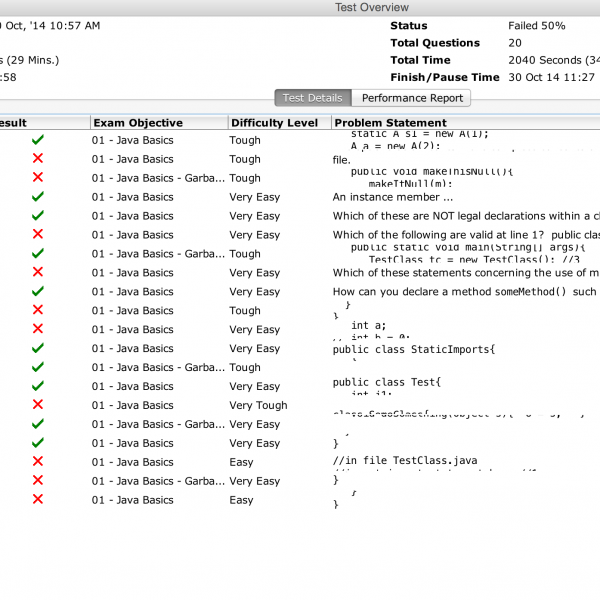 Test Overview
0 Oct, '14 10:57 AM
Status Failed 50%
Total Questions 20
s (29 Mins.)
Total Time 2040 Seconds (34
:58
Finish/Pause Time 30 Oct 14 11:27
Test Details Performance Report
esult Exam Objective Difficulty Level Problem Statement
static A s1 = new A(1);
01 - Java Basics Tough A a = new A(2);
01 - Java Basics Tough file.
public void makeThisNull(){
01 - Java Basics - Garba... Tough makeItNull(m);
01 - Java Basics Very Easy An instance member ...
01 - Java Basics Very Easy Which of these are NOT legal declarations within a cl
01 - Java Basics Very Easy Which of the following are valid at line 1? public clas
public static void main(String[] args){
01 - Java Basics - Garba... Tough TestClass tc = new TestClass(); //3
01 - Java Basics Very Easy Which of these statements concerning the use of m
01 - Java Basics Very Easy How can you declare a method someMethod() such
}
01 - Java Basics Tough }
01 - Java Basics Very Easy int a;
// int b = 0;
01 - Java Basics Very Easy public class StaticImports{
01 - Java Basics - Garba... Tough
01 - Java Basics Very Easy public class Test{
int i1;
01 - Java Basics Very Tough
01 - Java Basics - Garba... Very Easy
01 - Java Basics Very Easy }
01 - Java Basics Easy //in file TestClass.java
01 - Java Basics - Garba... Very Easy }
01 - Java Basics Easy }
}